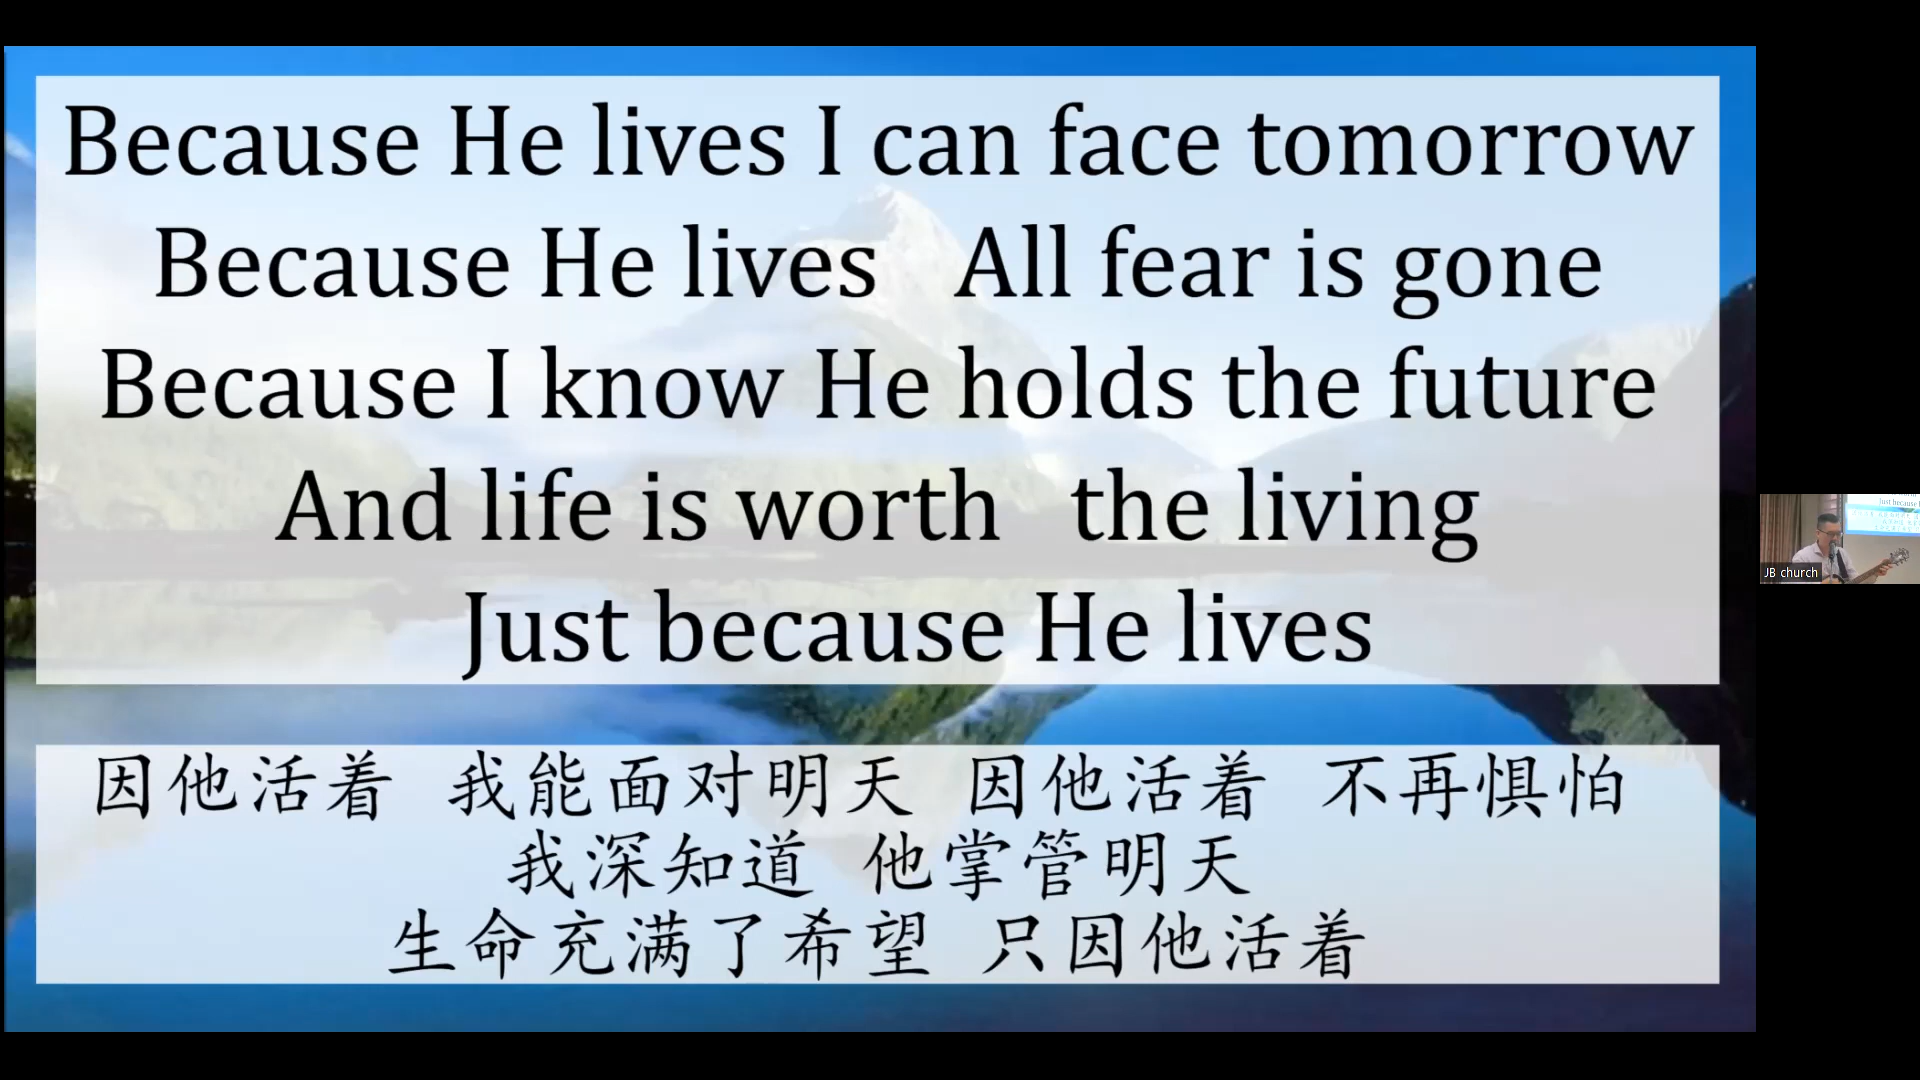 Because He lives I can face tomorrow
Because He lives   All fear is gone
Because I know He holds the future
And life is worth   the living
Just because He lives
因他活着  我能面对明天  因他活着  不再惧怕
我深知道  他掌管明天
生命充满了希望  只因他活着
Just because
JB church